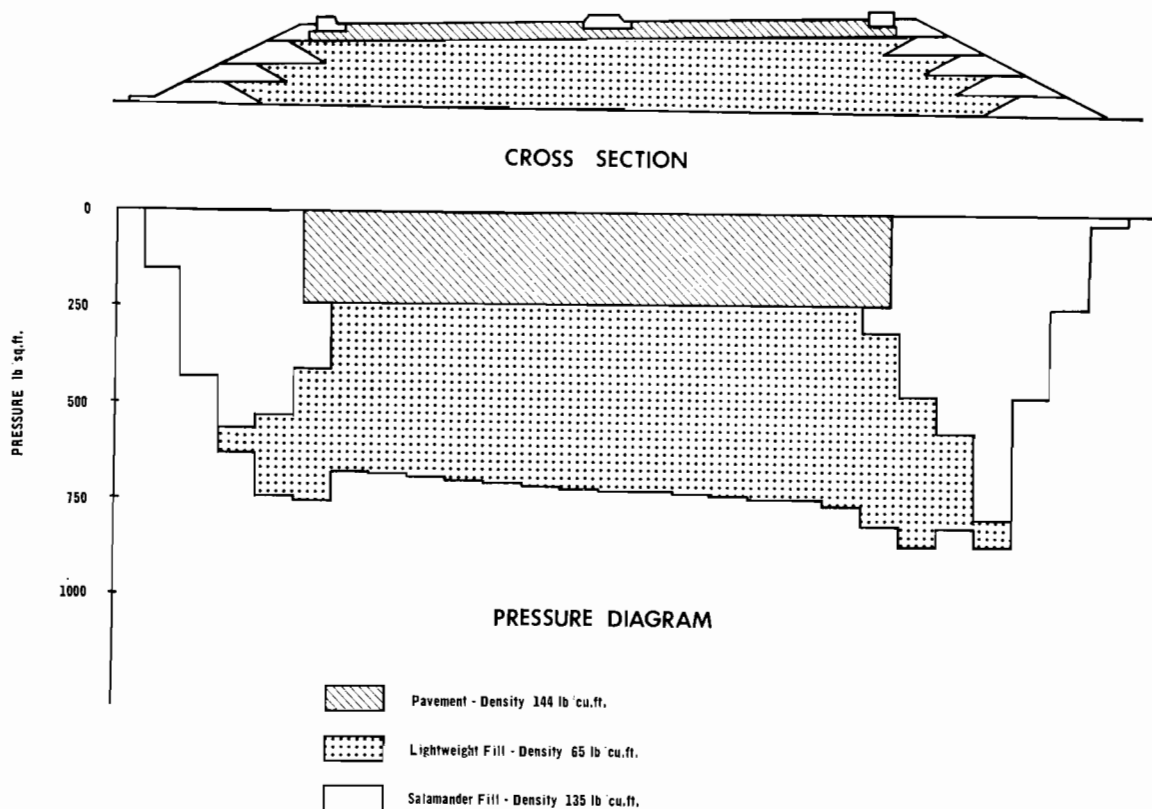 CROSS SECTION
0
250
500
750
1000
PRESSURE lb sq.ft.
PRESSURE DIAGRAM
Pavement - Density 144 lb cu.ft.
Lightweight Fill - Density 65 lb cu.ft.
Salamander Fill - Density 135 lb cu.ft.